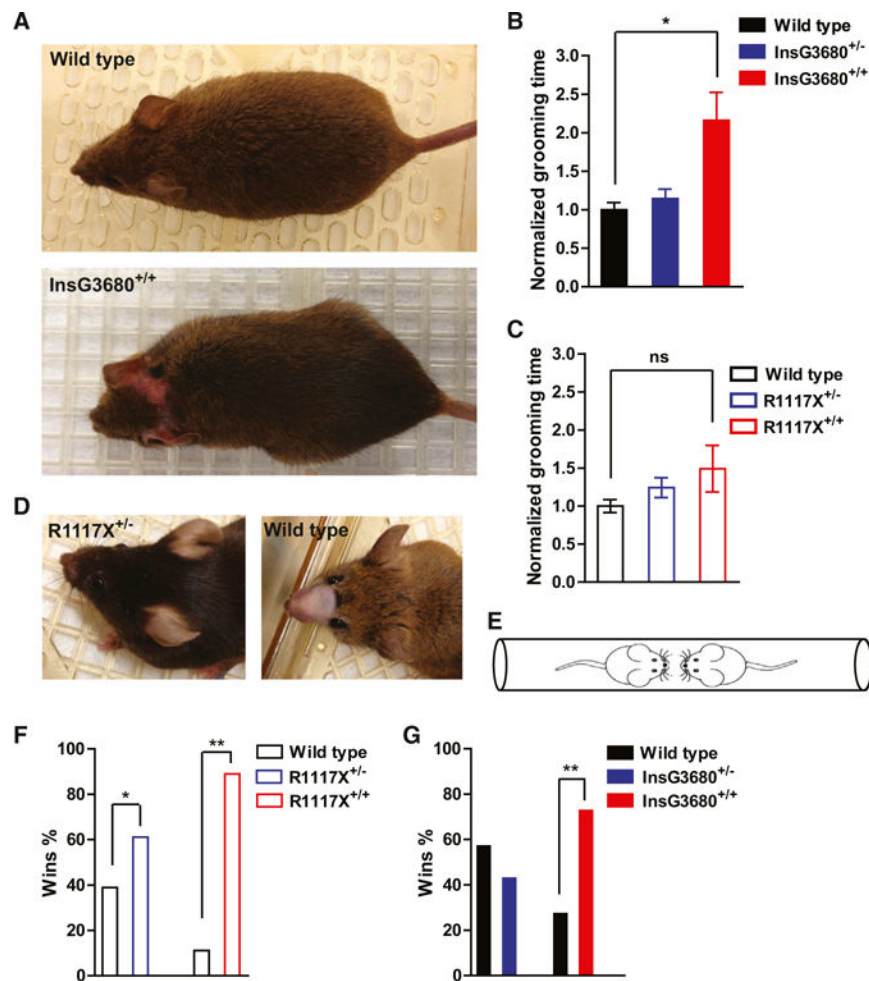 A
Wild type
InsG3680+/+
B
*
Wild type
InsG3680+/-
InsG3680+/+
Normalized grooming time
3.0
2.5
2.0
1.5
1.0
0.5
0.0
C
ns
Wild type
R1117X+/-
R1117X+/+
Normalized grooming time
3.0
2.5
2.0
1.5
1.0
0.5
0.0
D
R1117X+/-
Wild type
E
F
**
*
Wild type
R1117X+/-
R1117X+/+
Wins %
100
80
60
40
20
0
G
**
Wild type
InsG3680+/-
InsG3680+/+
Wins %
100
80
60
40
20
0